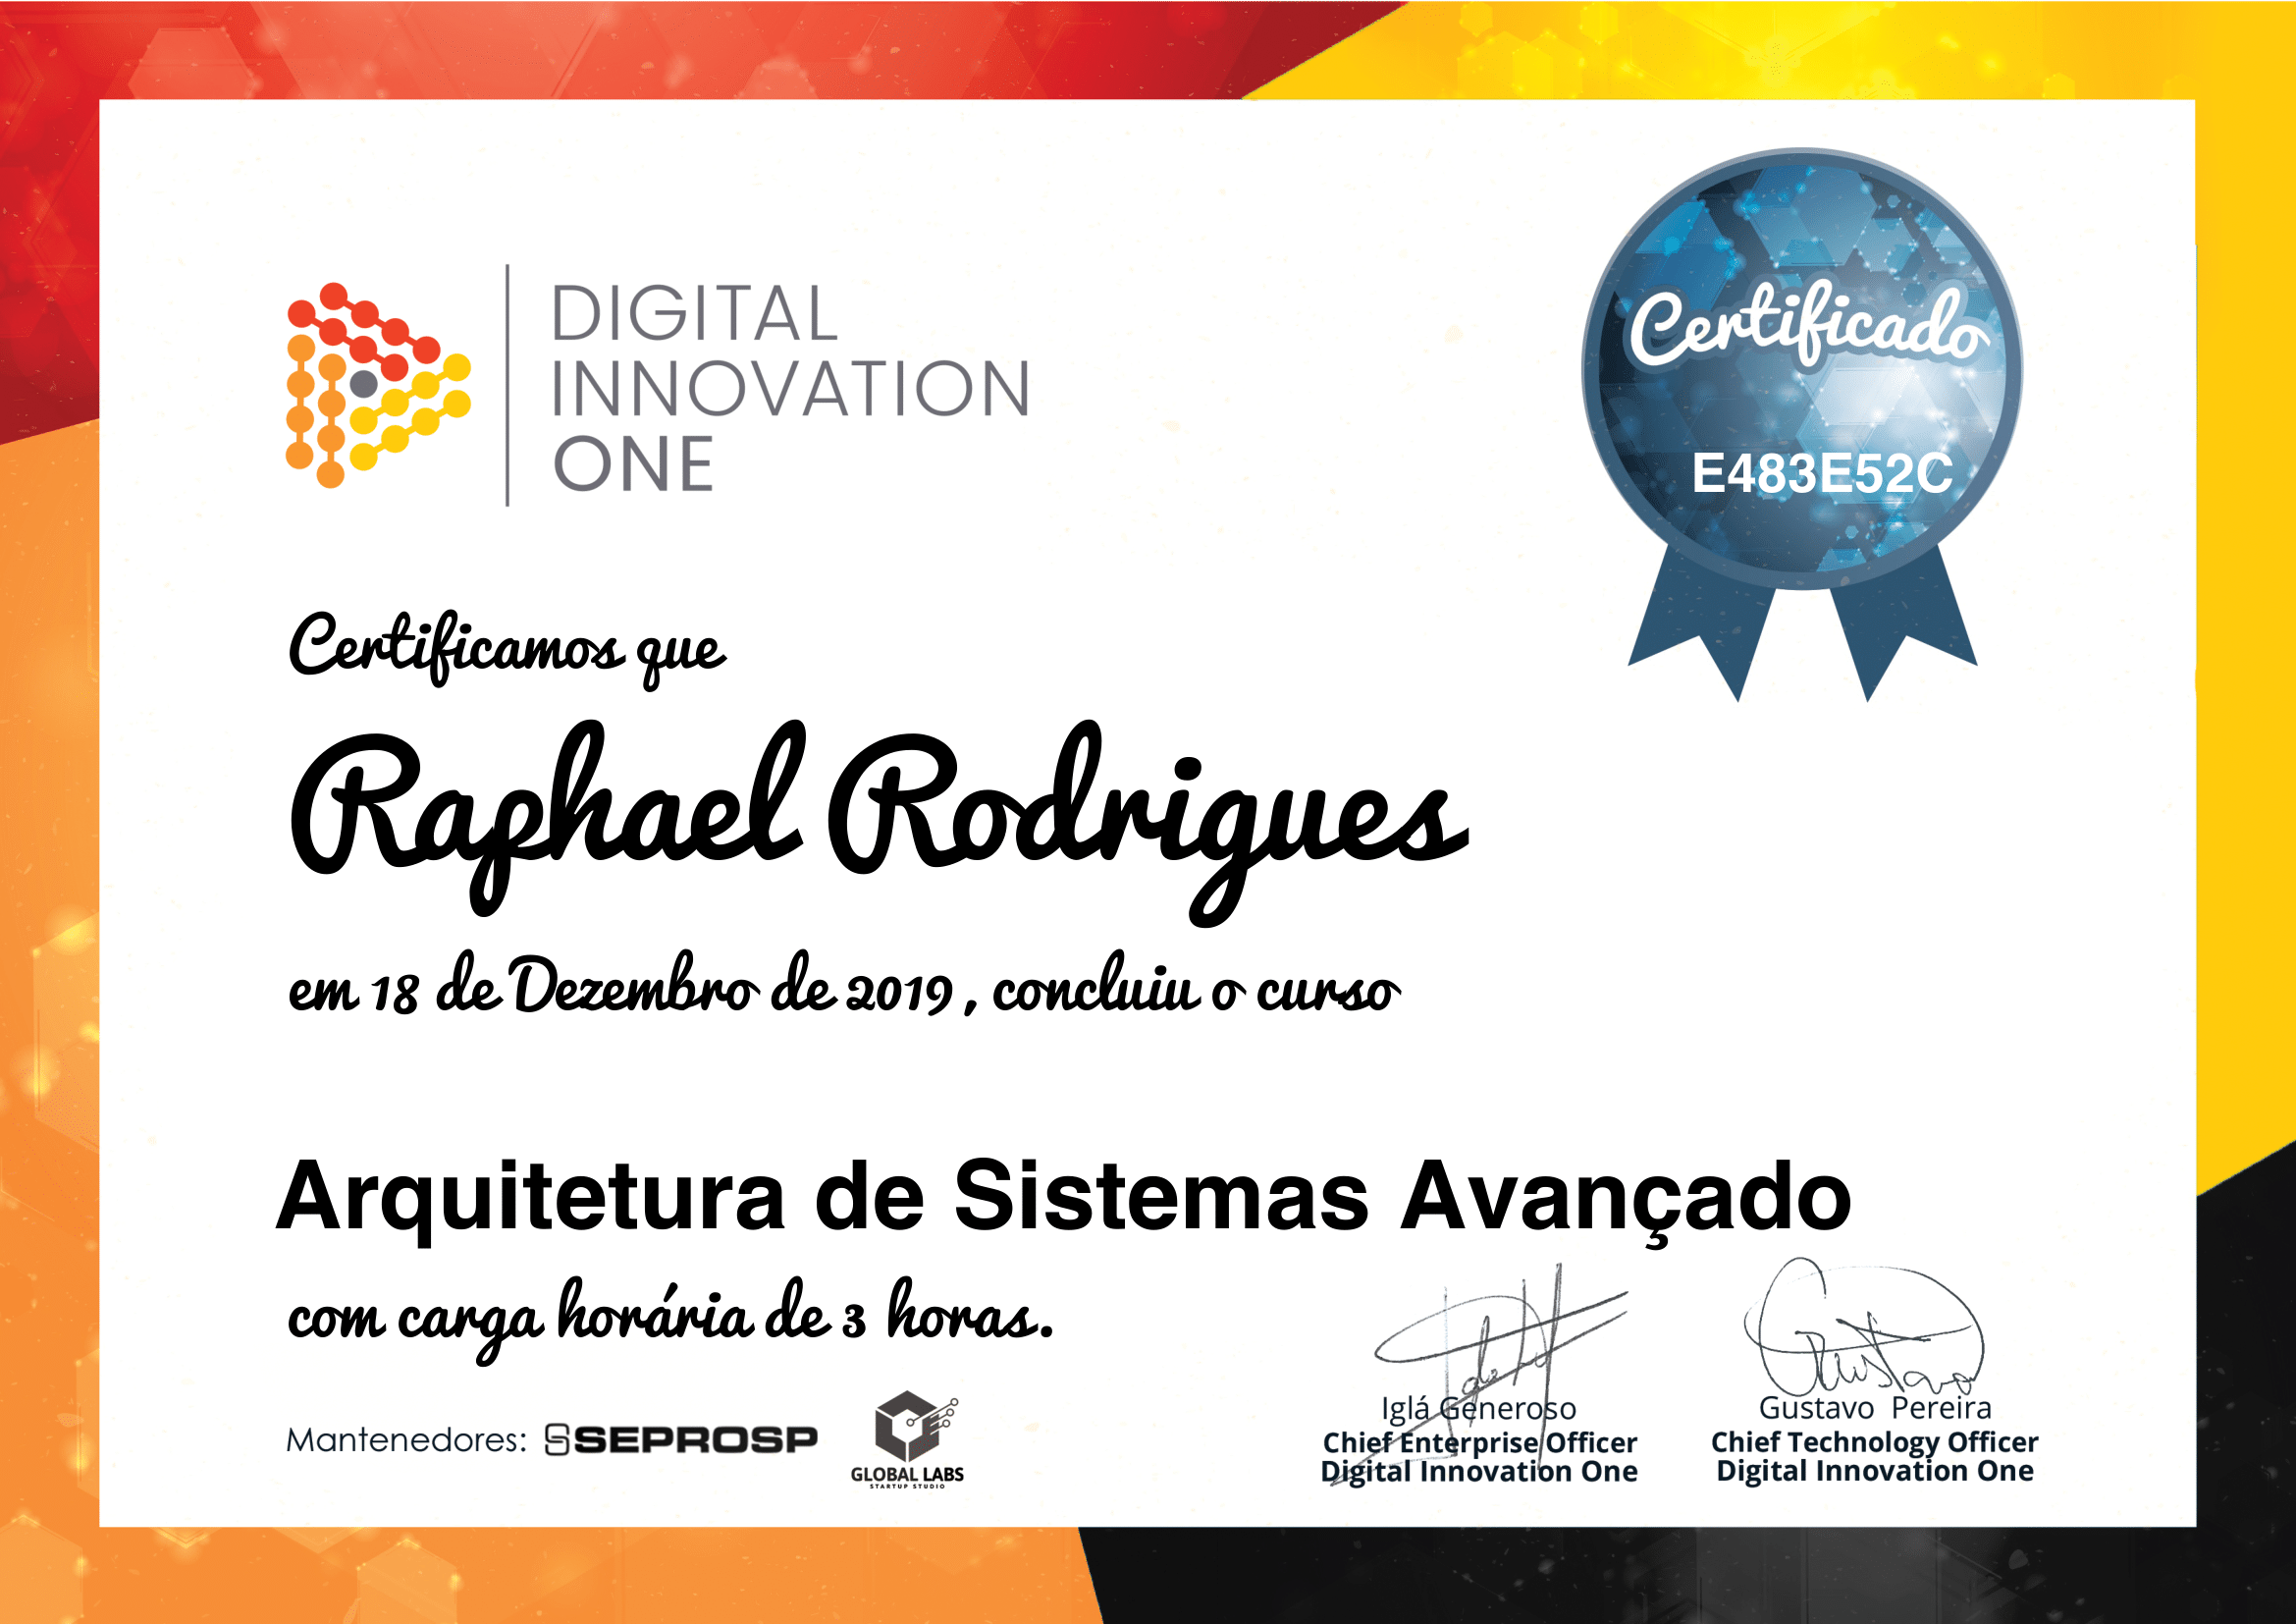 DIGITAL
INNOVATION
ONE
Certificado
E483E52C
Certificamos que
Raphael Rodrigues
em 18 de Dezembro de 2019 , concluiu o curso
Arquitetura de Sistemas Avançado
com carga horária de 3 horas.
Mantenedores: SEPROSP
GLOBAL LABS
STARTUP STUDIO
Iglá Generoso
Chief Enterprise Officer
Digital Innovation One
Gustavo Pereira
Chief Technology Officer
Digital Innovation One